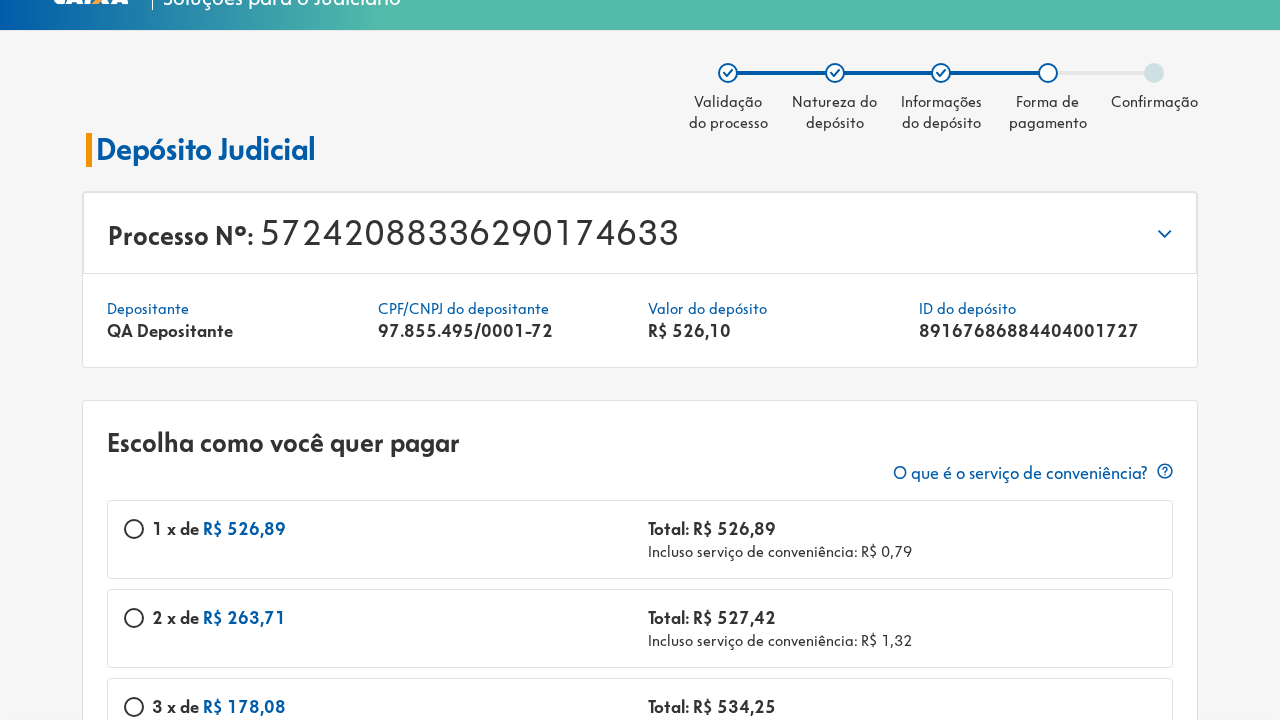 CAIXA
Soluções para o Judiciário
Validação do processo
Natureza do depósito
Informações do depósito
Forma de pagamento
Confirmação
Depósito Judicial
Processo Nº: 57242088336290174633
Depositante
QA Depositante
CPF/CNPJ do depositante
97.855.495/0001-72
Valor do depósito
R$ 526,10
ID do depósito
89167686884404001727
Escolha como você quer pagar
O que é o serviço de conveniência?
1 x de R$ 526,89
Total: R$ 526,89
Incluso serviço de conveniência: R$ 0,79
2 x de R$ 263,71
Total: R$ 527,42
Incluso serviço de conveniência: R$ 1,32
3 x de R$ 178,08
Total: R$ 534,25